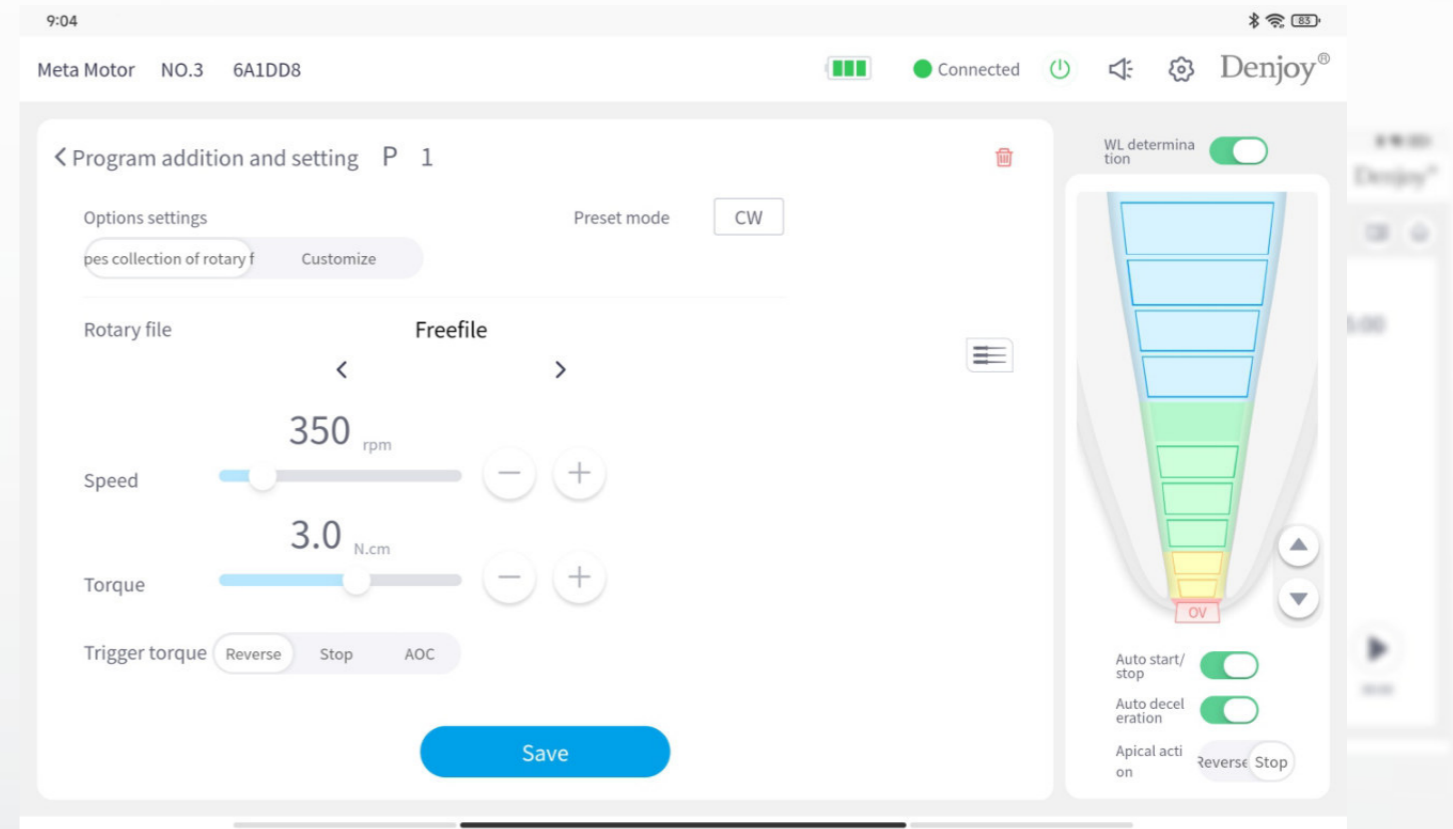 9:04
83
Meta Motor NO.3 6A1DD8
Connected
Denjoy®
Program addition and setting P 1
Options settings
Preset mode CW
pes collection of rotary f
Customize
Rotary file
Freefile
350 rpm
Speed
3.0 N.cm
Torque
Trigger torque Reverse Stop AOC
Save
WL determina
tion
OV
Auto start/
stop
Auto decel
eration
Apical acti
on
Reverse Stop